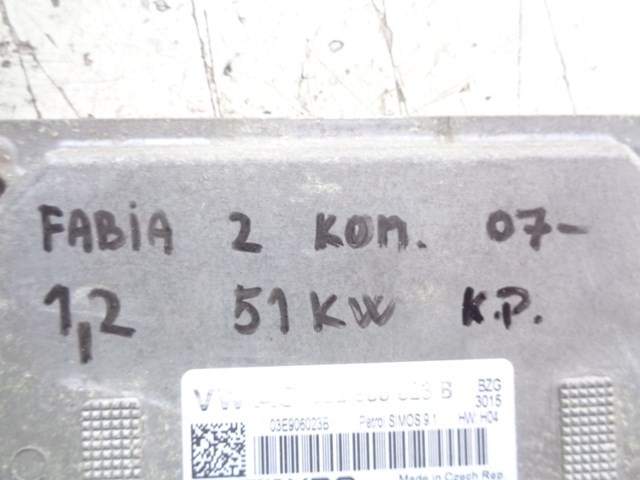 FABIA 2 KOM. 07-
1,2 51 KW K.P.
VW B
BZG
3015
03E906023B Petrol SIMOS 9.1 HW H04
Made in Czech Rep.